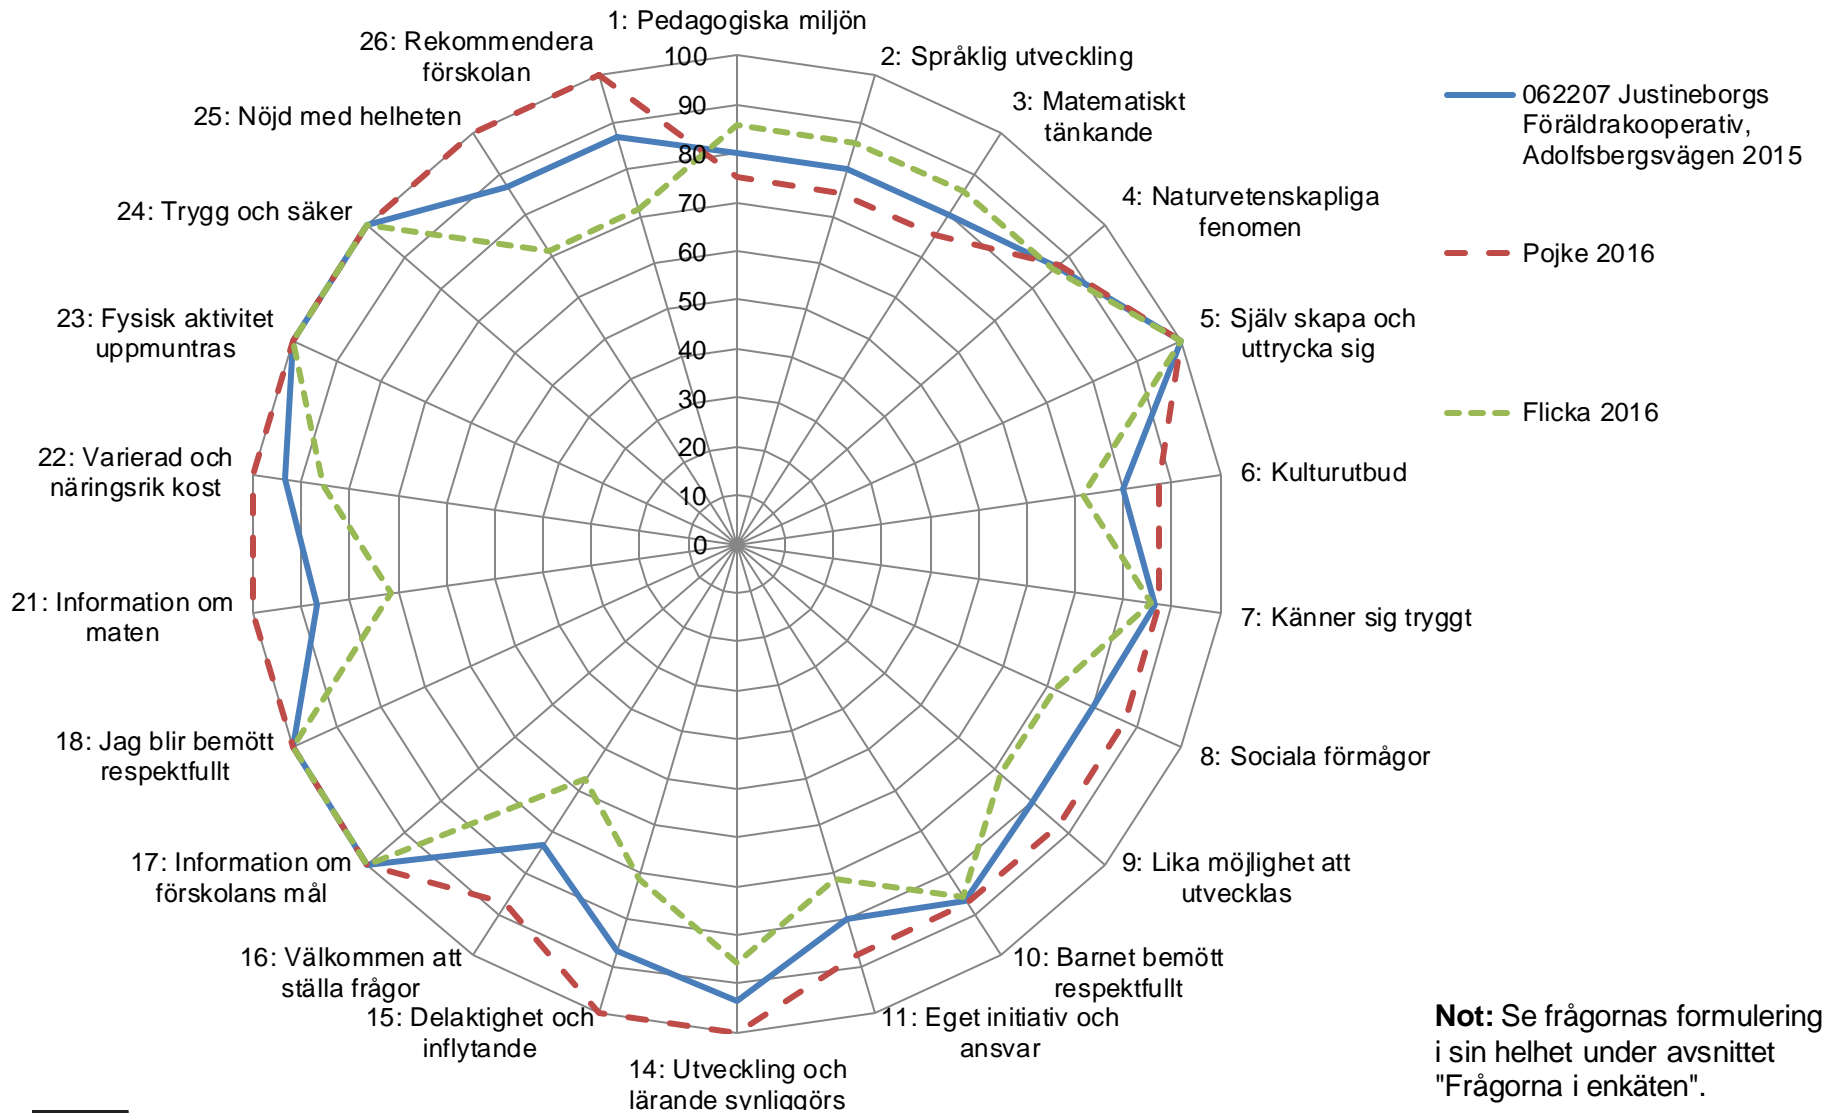 1: Pedagogiska miljön
2: Språklig utveckling
3: Matematiskt
tänkande
4: Naturvetenskapliga
fenomen
5: Själv skapa och
uttrycka sig
6: Kulturutbud
7: Känner sig tryggt
8: Sociala förmågor
9: Lika möjlighet att
utvecklas
10: Barnet bemött
respektfullt
11: Eget initiativ och
ansvar
14: Utveckling och
lärande synliggörs
15: Delaktighet och
inflytande
16: Välkommen att
ställa frågor
17: Information om
förskolans mål
18: Jag blir bemött
respektfullt
21: Information om
maten
22: Varierad och
näringsrik kost
23: Fysisk aktivitet
uppmuntras
24: Trygg och säker
25: Nöjd med helheten
26: Rekommendera
förskolan
100
90
80
70
60
50
40
30
20
10
0
062207 Justineborgs
Föräldrakooperativ,
Adolfsbergsvägen 2015
Pojke 2016
Flicka 2016
Not: Se frågornas formulering
i sin helhet under avsnittet
"Frågorna i enkäten".